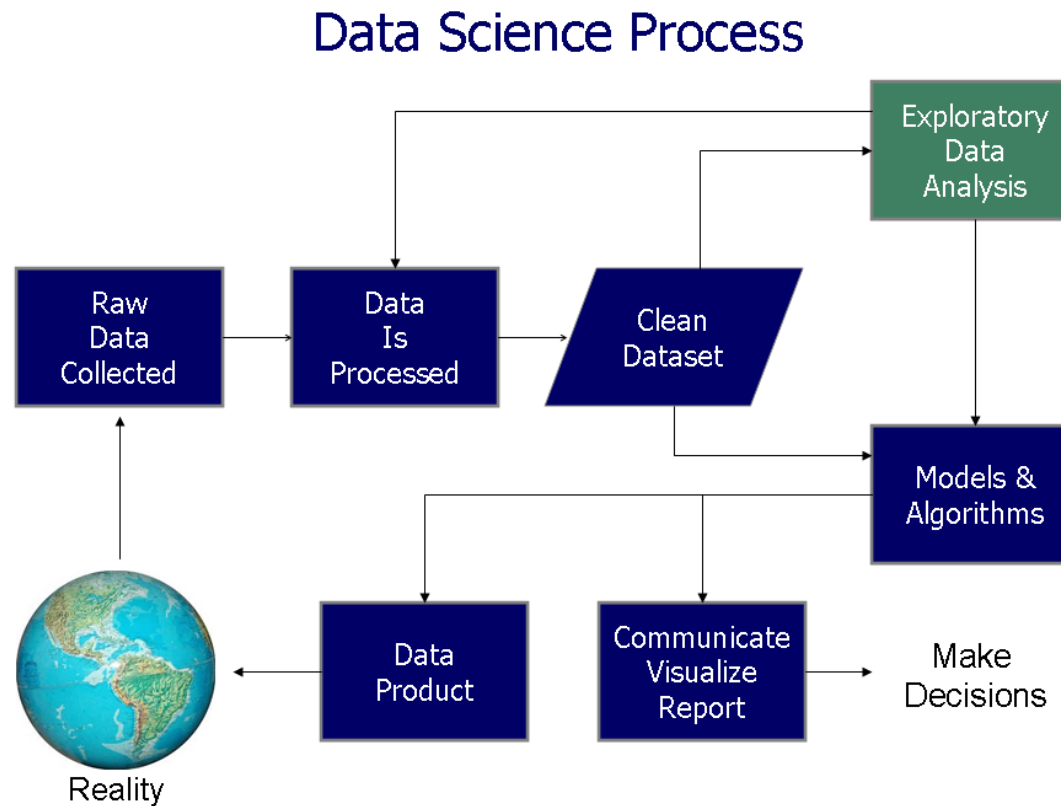 Data Science Process
Exploratory
Data
Analysis
Raw
Data
Collected
Data
Is
Processed
Clean
Dataset
Models &
Algorithms
Data
Product
Communicate
Visualize
Report
Make
Decisions
Reality